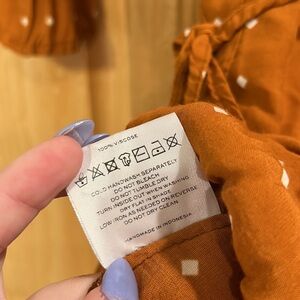 100% VISCOSE
COLD HANDWASH SEPARATELY
DO NOT BLEACH
DO NOT TUMBLE DRY
TURN INSIDE OUT WHEN WASHING
DRY FLAT IN SHADE
LOW IRON AS NEEDED ON REVERSE
DO NOT DRY CLEAN
HANDMADE IN INDONESIA